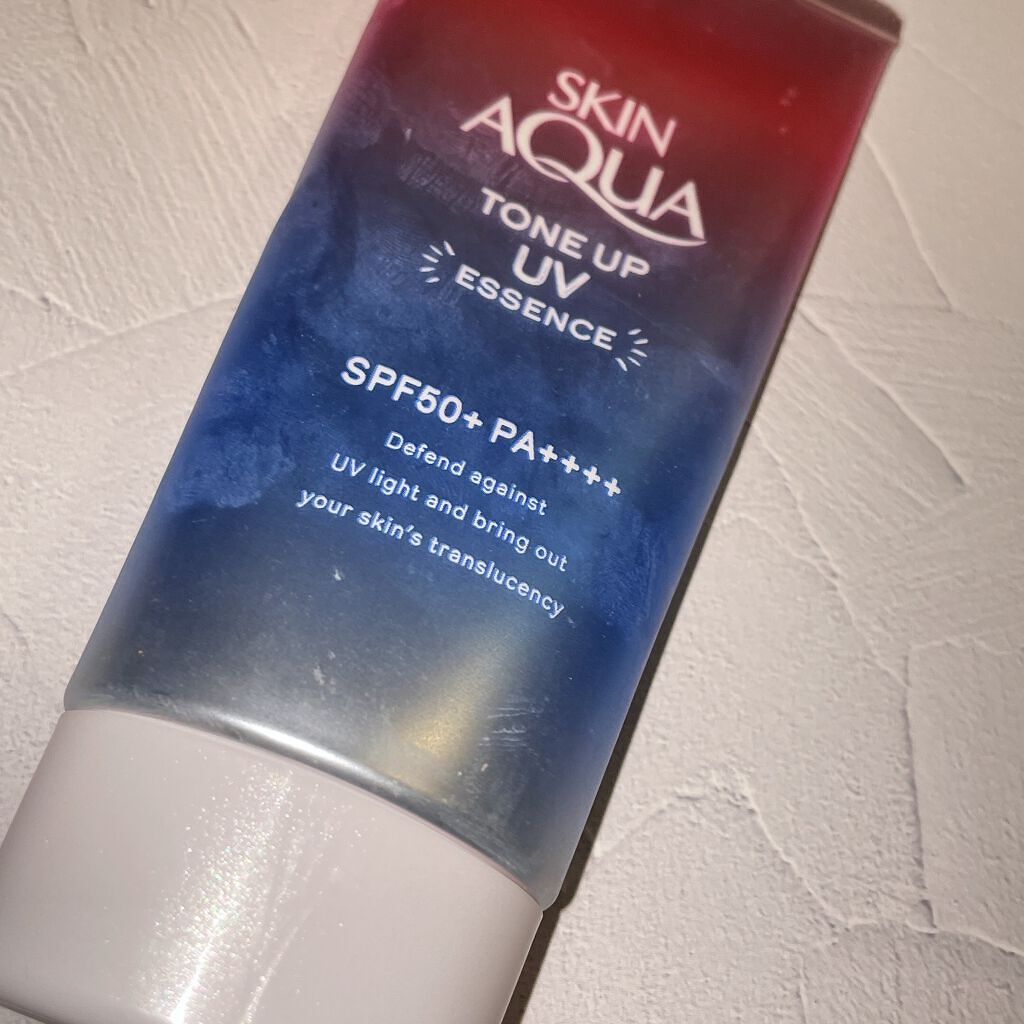 SKIN
AQUA
TONE UP
UV
ESSENCE
SPF50+ PA++++
Defend against
UV light and bring out
your skin's translucency